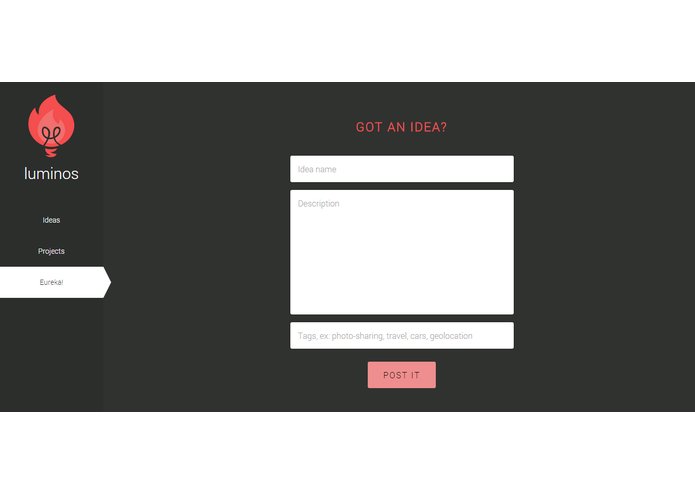 luminos
Ideas
Projects
Eureka!
GOT AN IDEA?
Idea name
Description
Tags, ex: photo-sharing, travel, cars, geolocation
POST IT